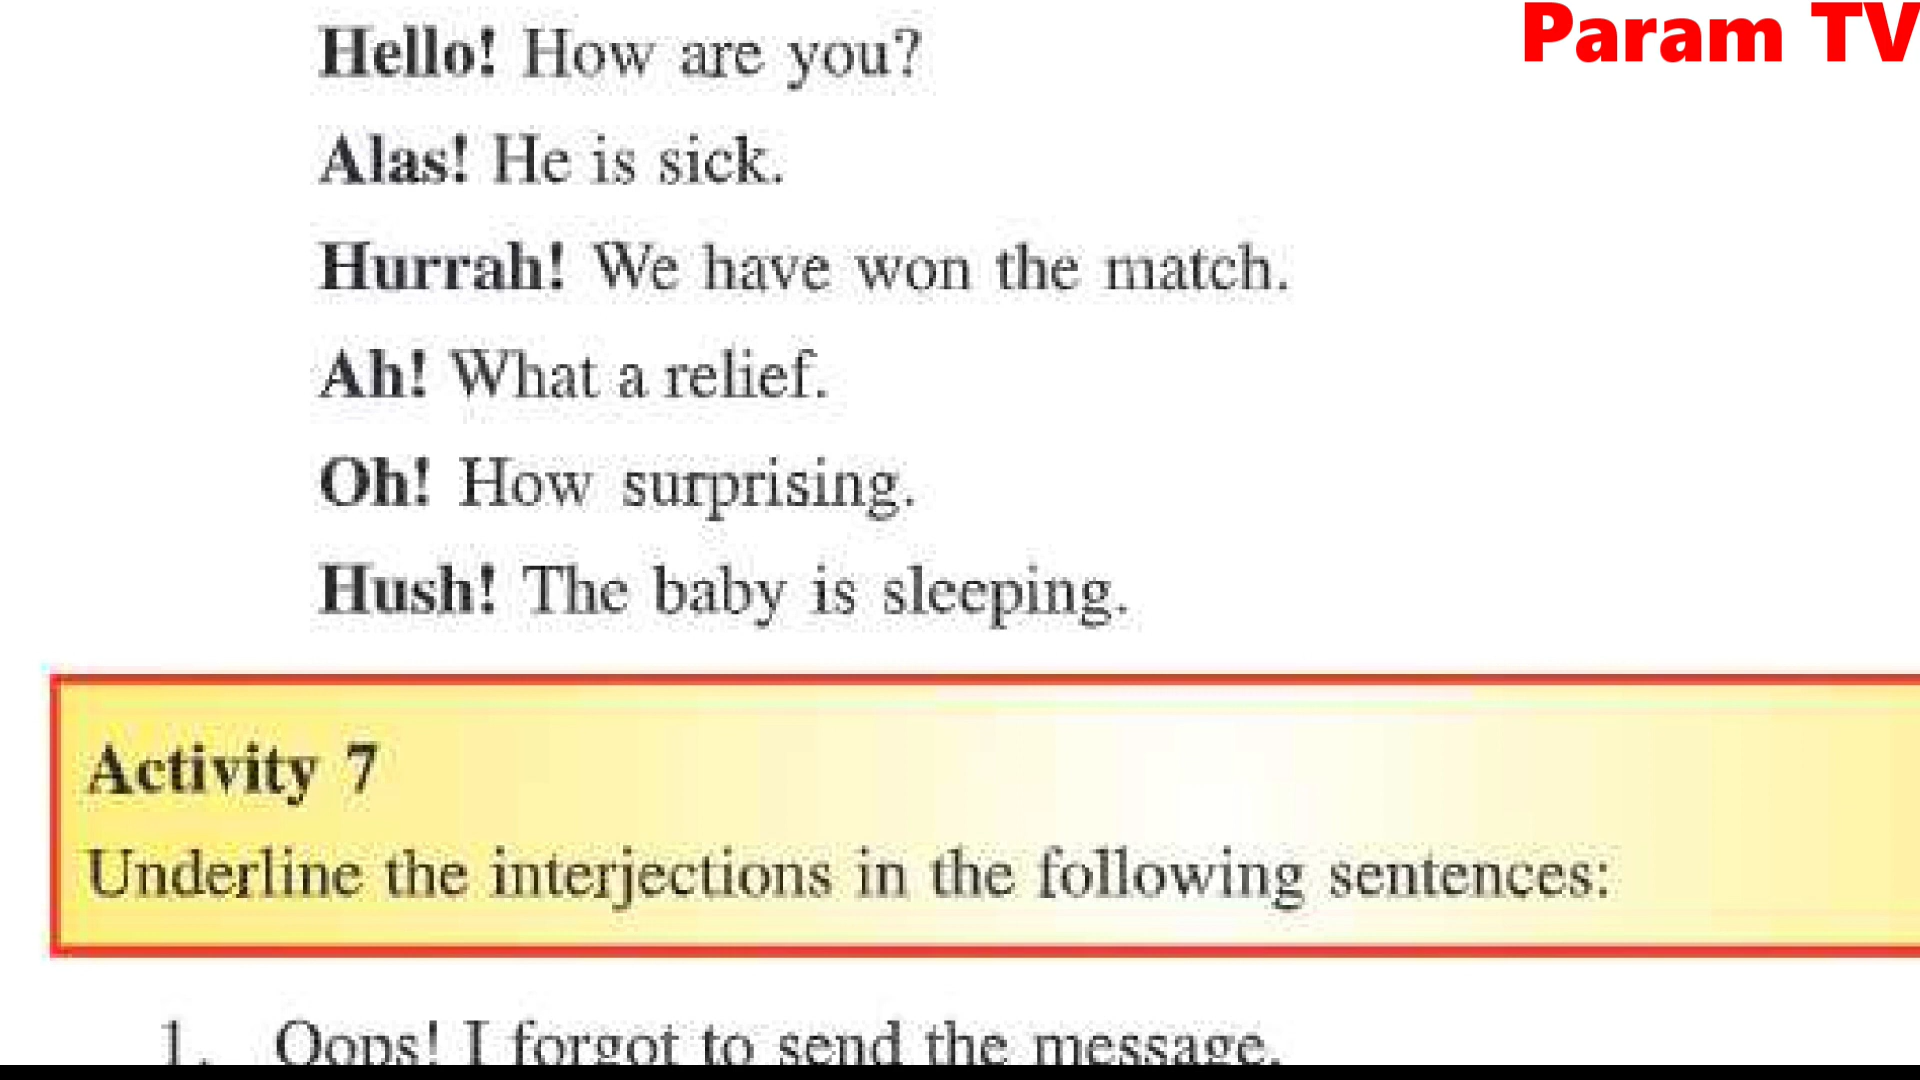 Param TV
Hello! How are you?
Alas! He is sick.
Hurrah! We have won the match.
Ah! What a relief.
Oh! How surprising.
Hush! The baby is sleeping.
Activity 7
Underline the interjections in the following sentences:
1. Oops! I forgot to send the message.